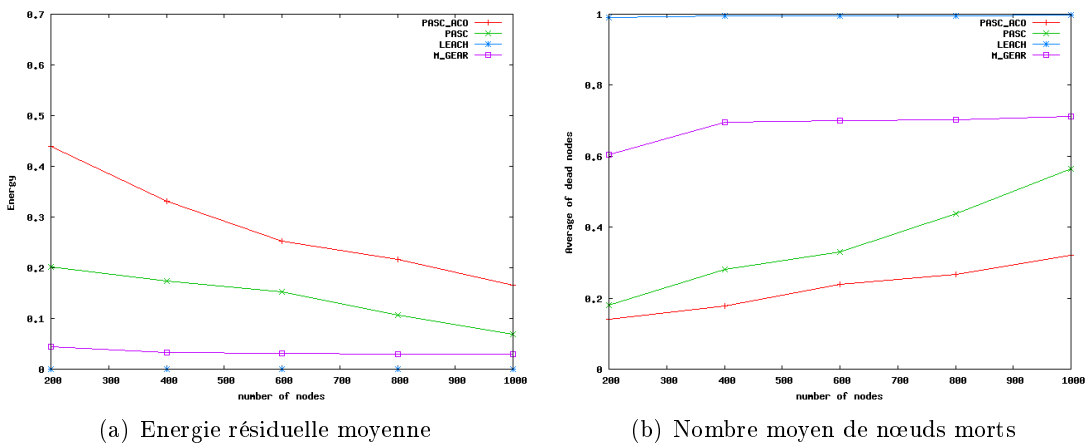 0.7
0.6
0.5
0.4
0.3
0.2
0.1
0
Energy
PASC_ACO
PASC
LEACH
M_GEAR
200 300 400 500 600 700 800 900 1000
number of nodes
(a) Energie résiduelle moyenne
1
0.8
0.6
0.4
0.2
0
Average of dead nodes
PASC_ACO
PASC
LEACH
M_GEAR
200 300 400 500 600 700 800 900 1000
number of nodes
(b) Nombre moyen de nœuds morts